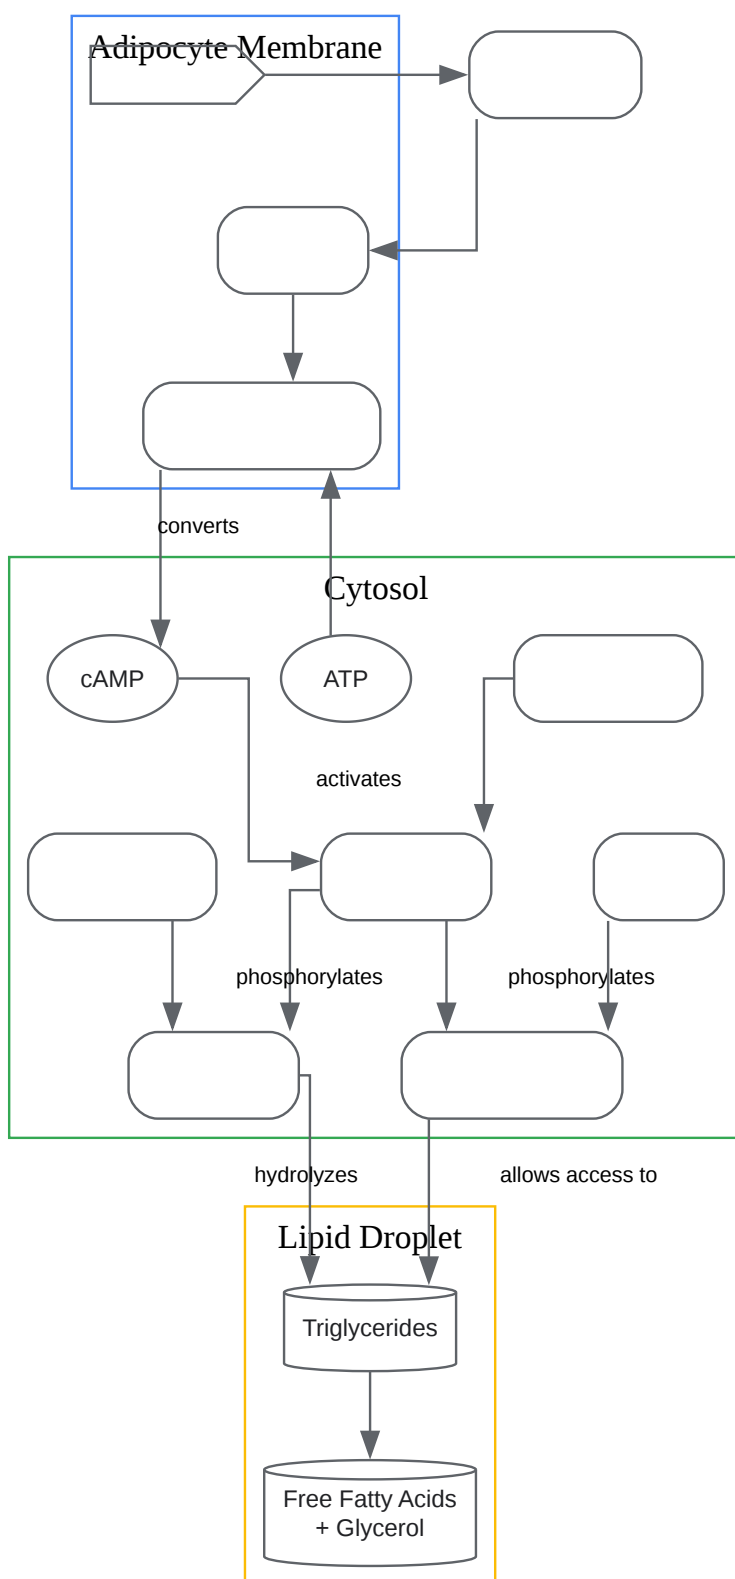 Adipocyte Membrane
converts
Cytosol
cAMP
ATP
activates
phosphorylates
phosphorylates
hydrolyzes
allows access to
Lipid Droplet
Triglycerides
Free Fatty Acids
+ Glycerol